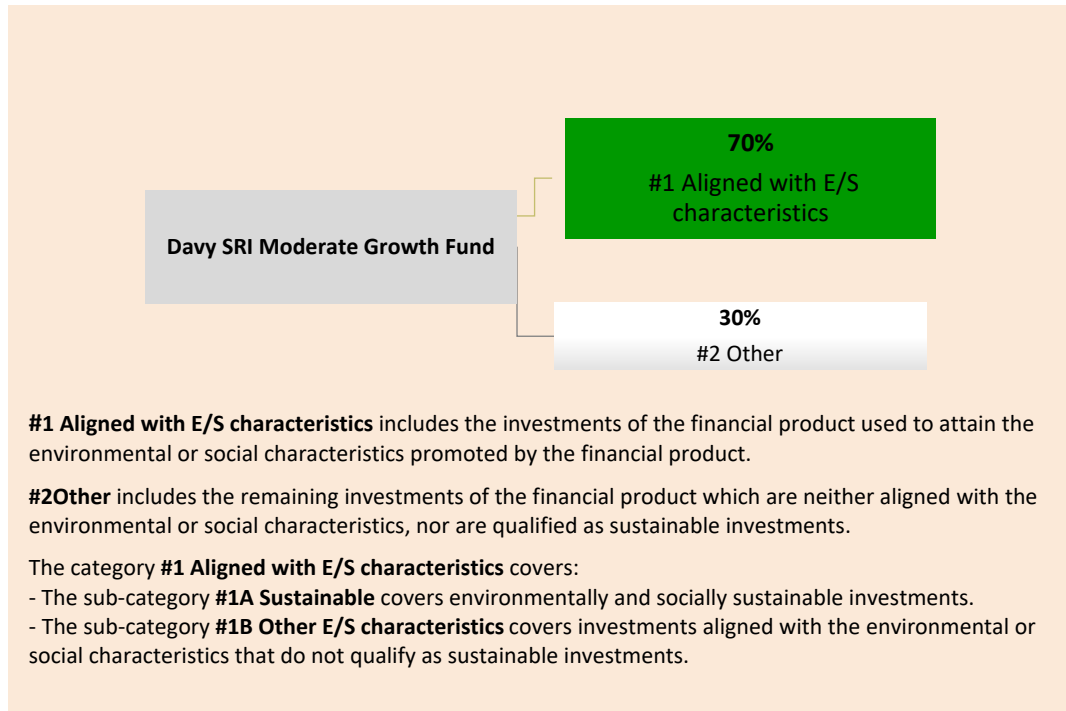 70%
#1 Aligned with E/S
characteristics
Davy SRI Moderate Growth Fund
30%
#2 Other
#1 Aligned with E/S characteristics includes the investments of the financial product used to attain the
environmental or social characteristics promoted by the financial product.
#2Other includes the remaining investments of the financial product which are neither aligned with the
environmental or social characteristics, nor are qualified as sustainable investments.
The category #1 Aligned with E/S characteristics covers:
- The sub-category #1A Sustainable covers environmentally and socially sustainable investments.
- The sub-category #1B Other E/S characteristics covers investments aligned with the environmental or
social characteristics that do not qualify as sustainable investments.